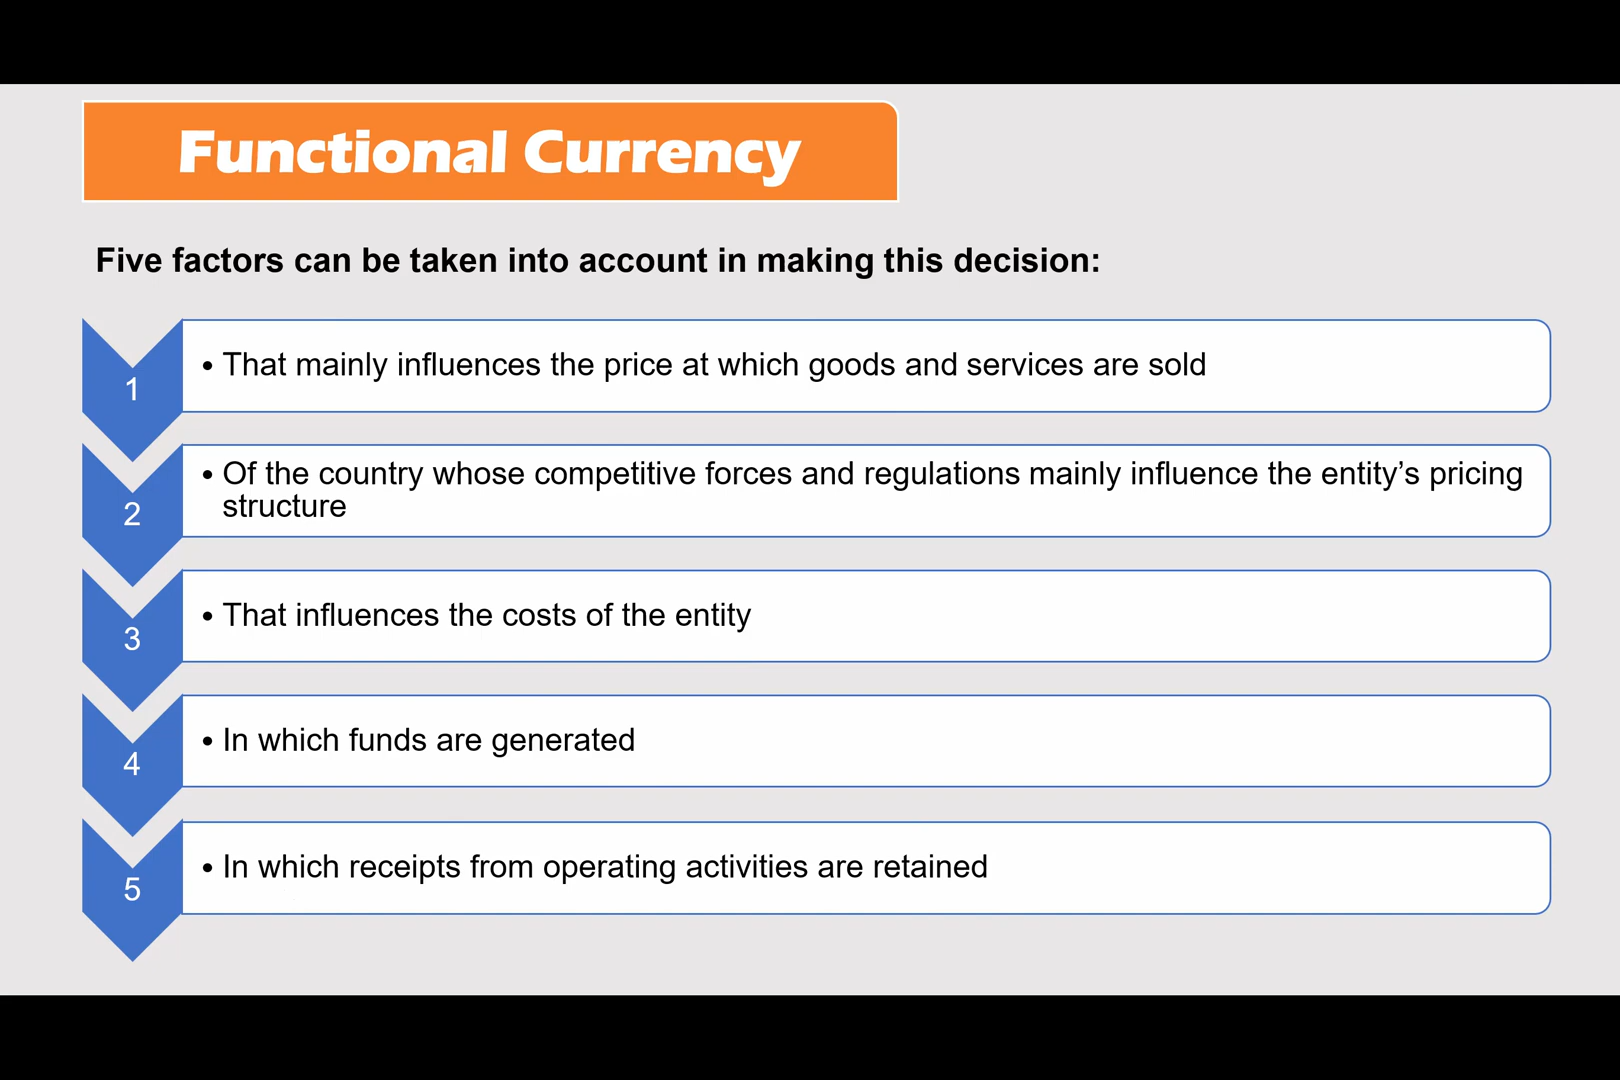 Functional Currency
Five factors can be taken into account in making this decision:
1
• That mainly influences the price at which goods and services are sold
2
• Of the country whose competitive forces and regulations mainly influence the entity’s pricing
structure
3
• That influences the costs of the entity
4
• In which funds are generated
5
• In which receipts from operating activities are retained